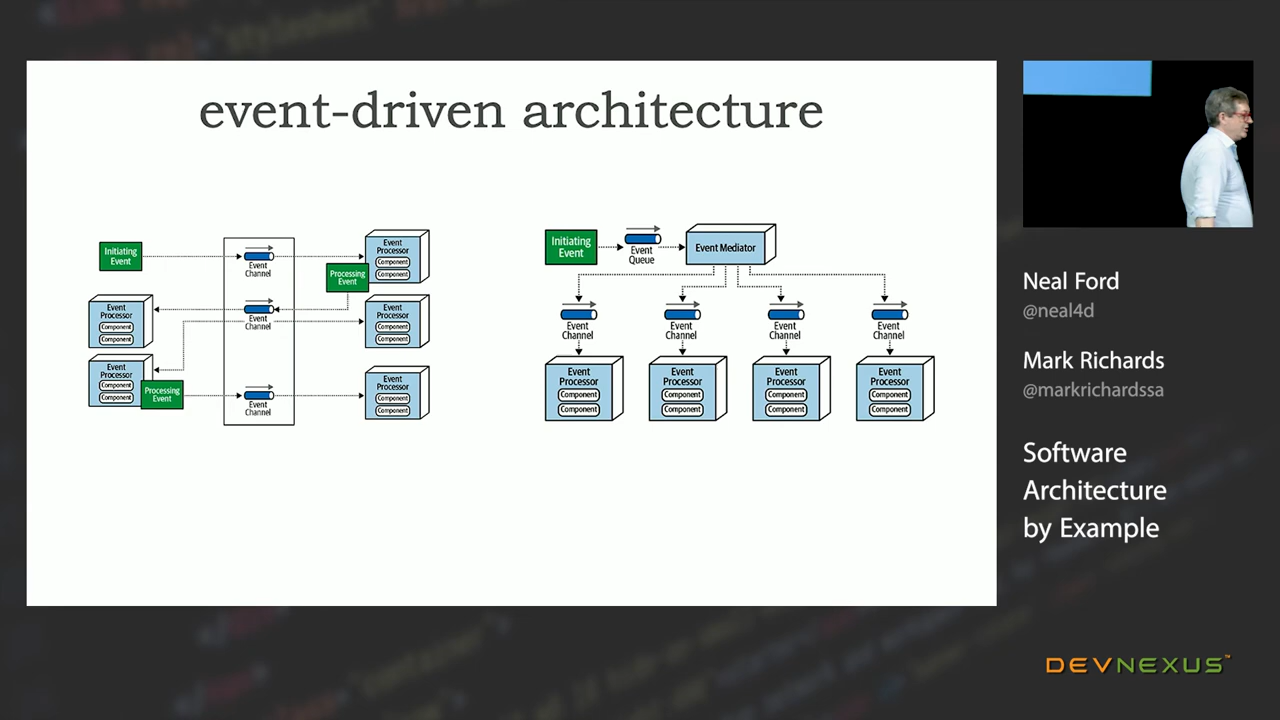 event-driven architecture
Initiating
Event
Event
Channel
Event
Processor
Component
Component
Processing
Event
Event
Processor
Component
Component
Event
Channel
Event
Processor
Component
Component
Event
Processor
Component
Component
Processing
Event
Event
Channel
Event
Processor
Component
Component
Initiating
Event
Event
Queue
Event Mediator
Event
Channel
Event
Channel
Event
Channel
Event
Channel
Event
Processor
Component
Component
Event
Processor
Component
Component
Event
Processor
Component
Component
Event
Processor
Component
Component
Neal Ford
@neal4d
Mark Richards
@markrichardssa
Software
Architecture
by Example
DEVNEXUS™